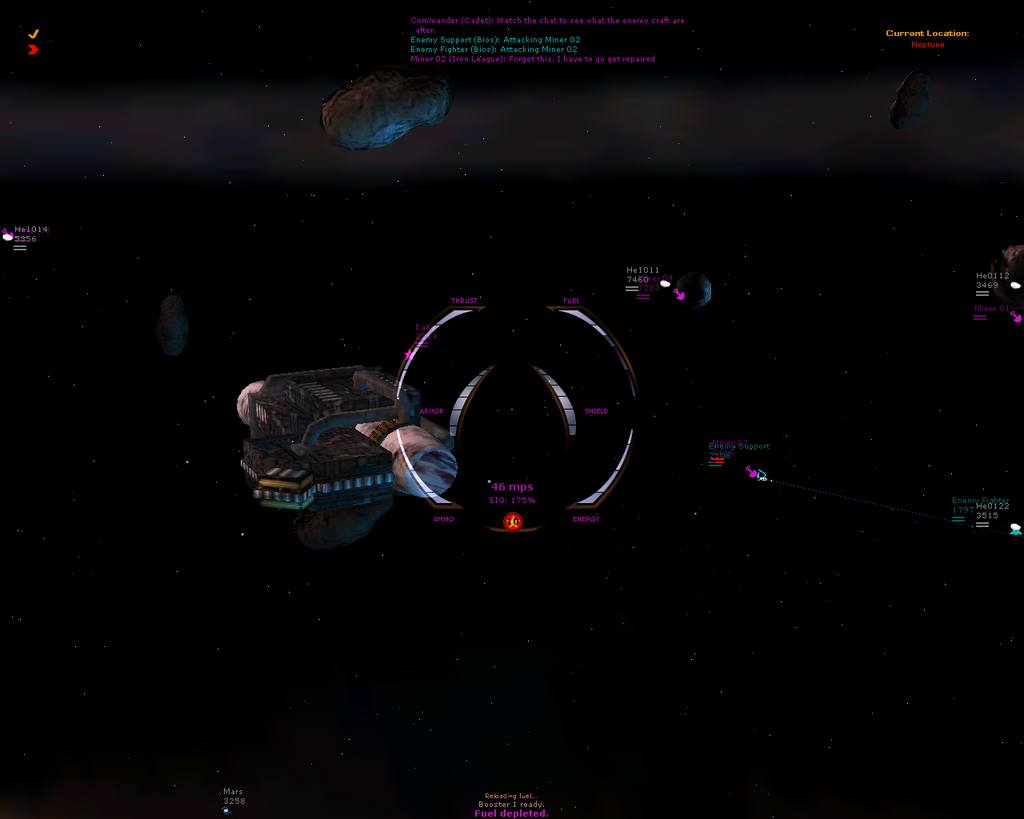 Commander (Cadet): Watch the chat to see what the enemy craft are
after.
Enemy Support (Bios): Attacking Miner 02
Enemy Fighter (Bios): Attacking Miner 02
Miner 02 (Iron League): Forget this. I have to go get repaired
Current Location:
Neptune
He1014
5356
He1011
7460
He0112
3469
Miner 01
THRUST
FUEL
ARMOR
SHIELD
Enemy Support
Enemy Fighter
1797
He0122
3515
46 mps
SIG: 175%
10
AMMO
ENERGY
Mars
3258
Reloading fuel...
Booster 1 ready.
Fuel depleted.